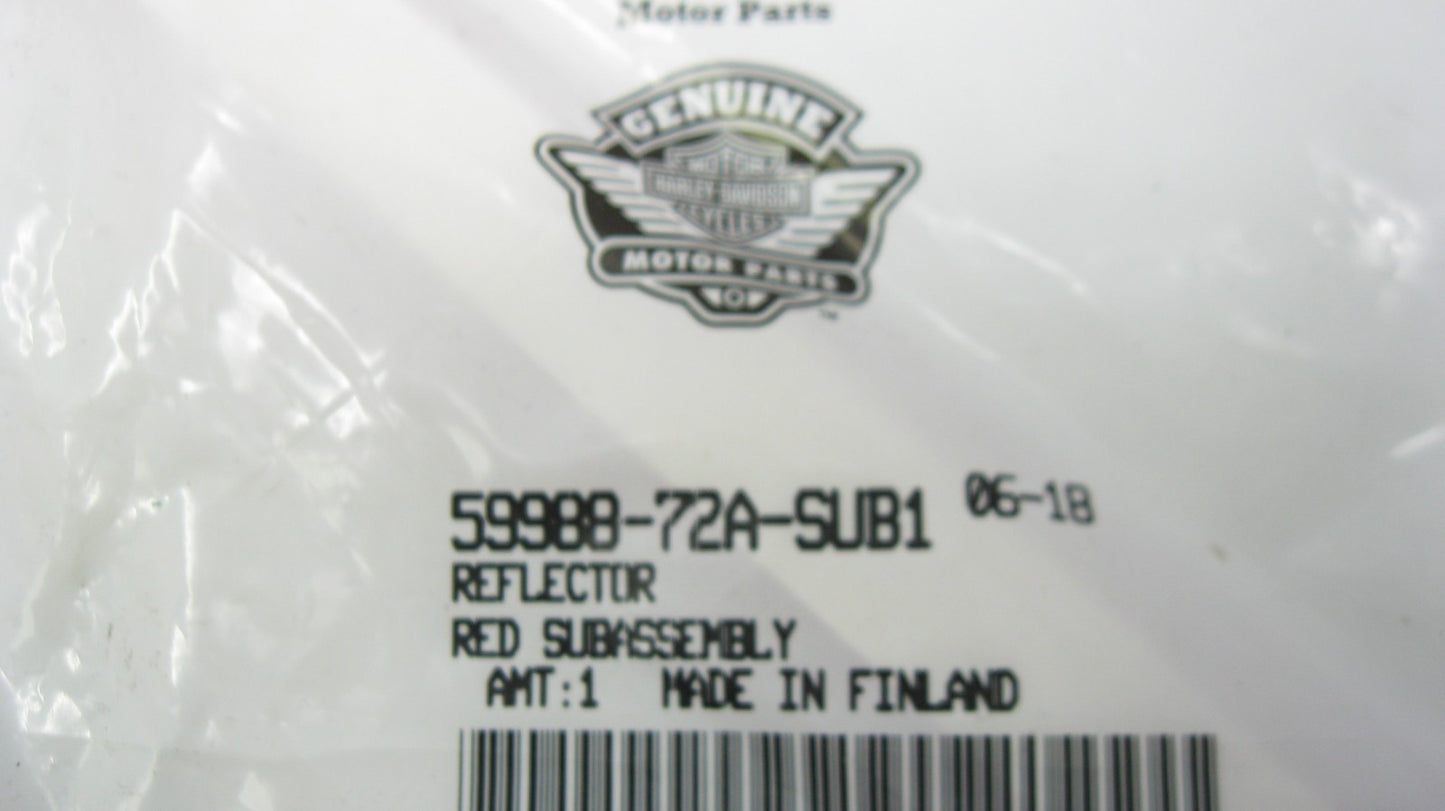 Motor Parts
GENUINE
MOTOR
HARLEY-DAVIDSON
CYCLES
MOTOR PARTS
TM
59988-72A-SUB1 06-18
REFLECTOR
RED SUBASSEMBLY
AMT:1 MADE IN FINLAND